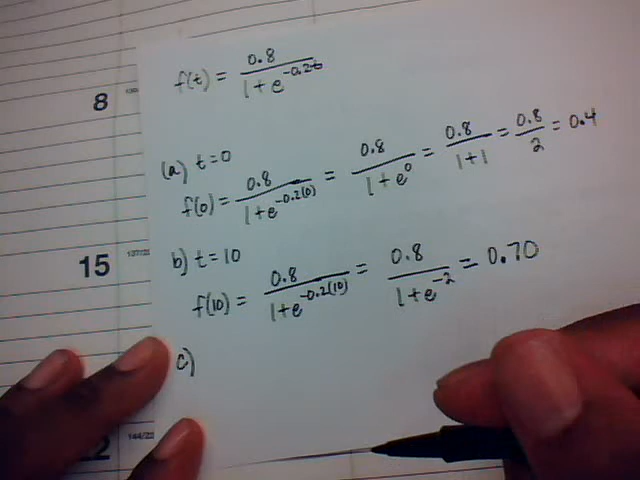 f(t) = 0.8 / (1 + e^{-0.2t})
8
(a) t=0
f(0) = 0.8 / (1+e^{-0.2(0)}) = 0.8 / (1+e^0) = 0.8 / (1+1) = 0.8 / 2 = 0.4
15
b) t=10
f(10) = 0.8 / (1+e^{-0.2(10)}) = 0.8 / (1+e^{-2}) = 0.70
c)